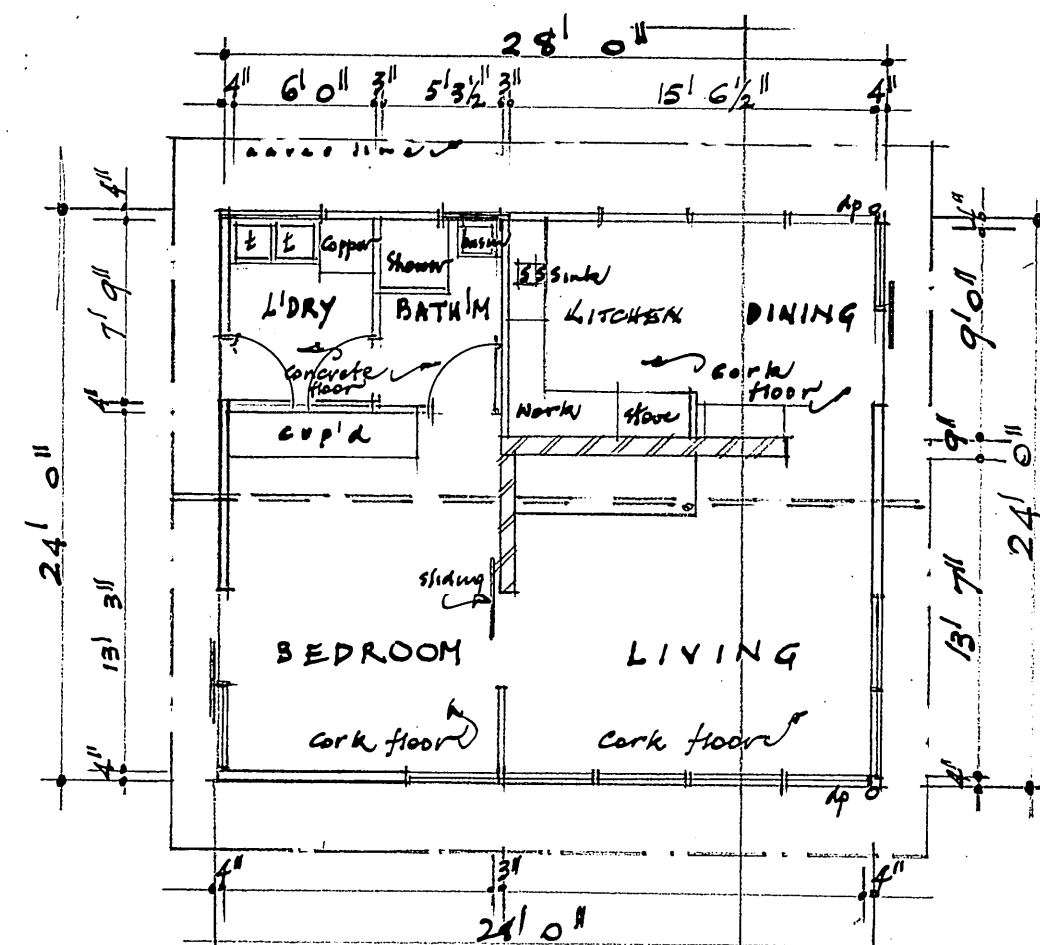 28' 0"
4" 6' 0" 3" 5' 3½" 3" 15' 6½" 4"
eaves line
4" 7' 9" 4" 13' 3" 4"
24' 0"
dp
t t Copper Shower basin
SS Sink
L'DRY BATH'M KITCHEN DINING
concrete floor
cork floor
cup'd
Work Stove
4" 9' 0" 9" 13' 7" 4"
24' 0"
sliding
BEDROOM LIVING
cork floor cork floor
dp
4" 3" 4"
28' 0"